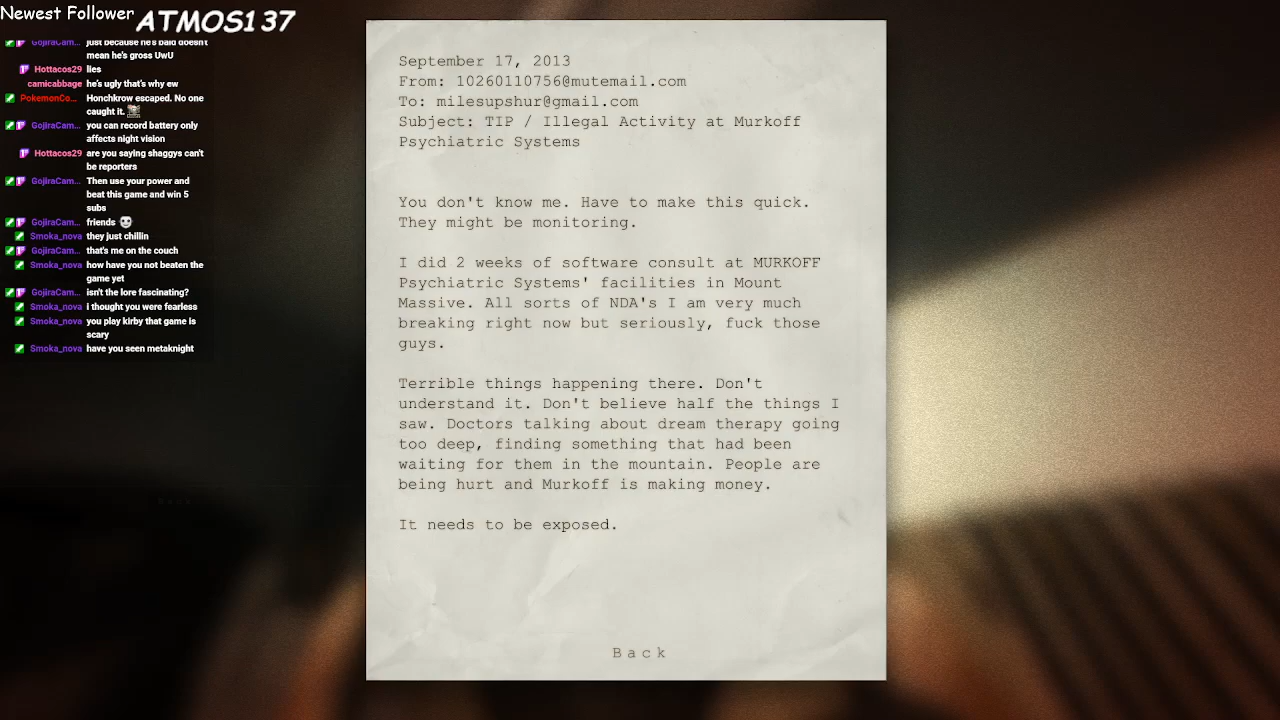 Newest Follower ATMOS137
GojiraCam... just because he's bald doesn't
mean he's gross UwU
Hottacos29 lies
camicabbage he's ugly that's why ew
PokemonCo... Honchkrow escaped. No one
caught it.
GojiraCam... you can record battery only
affects night vision
Hottacos29 are you saying shaggys can't
be reporters
GojiraCam... Then use your power and
beat this game and win 5
subs
GojiraCam... friends
Smoka_nova they just chillin
GojiraCam... that's me on the couch
Smoka_nova how have you not beaten the
game yet
GojiraCam... isn't the lore fascinating?
Smoka_nova i thought you were fearless
Smoka_nova you play kirby that game is
scary
Smoka_nova have you seen metaknight
September 17, 2013
From: 10260110756@mutemail.com
To: milesupshur@gmail.com
Subject: TIP / Illegal Activity at Murkoff
Psychiatric Systems
You don't know me. Have to make this quick.
They might be monitoring.
I did 2 weeks of software consult at MURKOFF
Psychiatric Systems' facilities in Mount
Massive. All sorts of NDA's I am very much
breaking right now but seriously, fuck those
guys.
Terrible things happening there. Don't
understand it. Don't believe half the things I
saw. Doctors talking about dream therapy going
too deep, finding something that had been
waiting for them in the mountain. People are
being hurt and Murkoff is making money.
It needs to be exposed.
Back